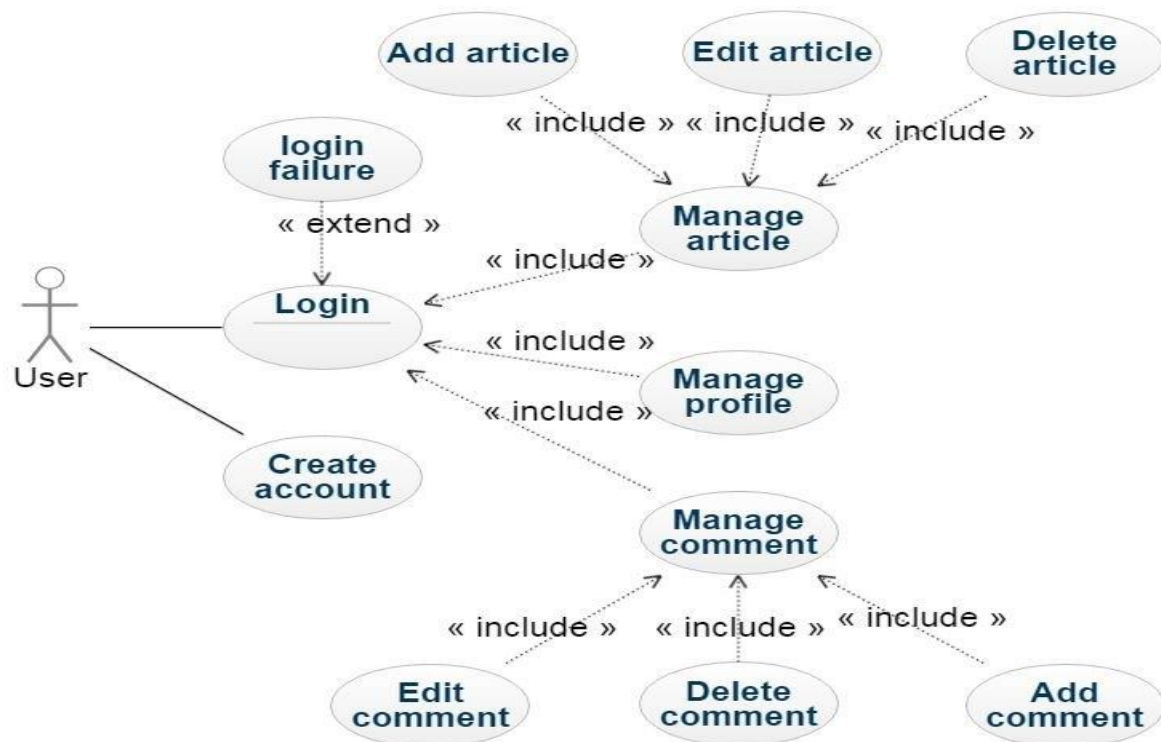 Add article
Edit article
Delete
article
« include »
« include »
« include »
login
failure
« extend »
Manage
article
« include »
Login
User
« include »
Manage
profile
« include »
Create
account
Manage
comment
« include »
« include »
« include »
Edit
comment
Delete
comment
Add
comment